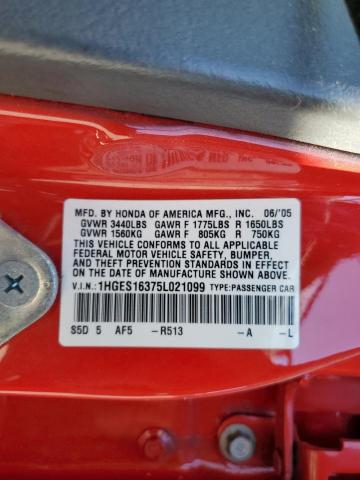 MFD. BY HONDA OF AMERICA MFG., INC. 06/'05
GVWR 3440LBS GAWR F 1775LBS R 1650LBS
GVWR 1560KG GAWR F 805KG R 750KG
THIS VEHICLE CONFORMS TO ALL APPLICABLE
FEDERAL MOTOR VEHICLE SAFETY, BUMPER,
AND THEFT PREVENTION STANDARDS IN EFFECT
ON THE DATE OF MANUFACTURE SHOWN ABOVE.
V.I.N.: 1HGES16375L021099 TYPE:PASSENGER CAR
S5D 5 AF5 -R513 -A -L